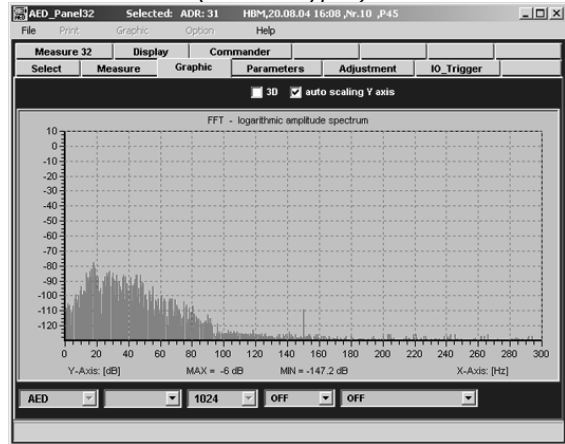 AED_Panel32 Selected: ADR: 31 HBM,20.08.04 16:08 ,Nr.10 ,P45
File Print Graphic Option Help
Measure 32 Display Commander
Select Measure Graphic Parameters Adjustment IO_Trigger
3D auto scaling Y axis
FFT - logarithmic amplitude spectrum
10
0
-10
-20
-30
-40
-50
-60
-70
-80
-90
-100
-110
-120
0 20 40 60 80 100 120 140 160 180 200 220 240 260 280 300
Y-Axis: [dB] MAX = -6 dB MIN = -147.2 dB X-Axis: [Hz]
AED 1024 OFF OFF